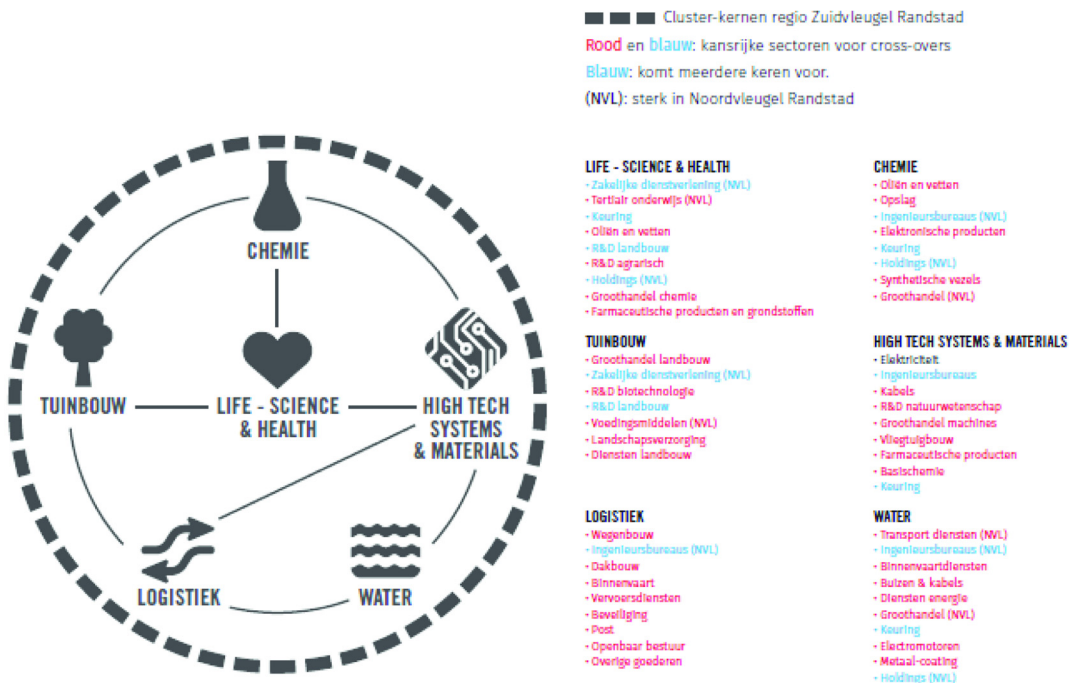 Cluster-kernen regio Zuidvleugel Randstad
Rood en blauw: kansrijke sectoren voor cross-overs
Blauw: komt meerdere keren voor.
(NVL): sterk in Noordvleugel Randstad
CHEMIE
TUINBOUW
LIFE - SCIENCE
& HEALTH
HIGH TECH
SYSTEMS
& MATERIALS
LOGISTIEK
WATER
LIFE - SCIENCE & HEALTH
- Zakelijke dienstverlening (NVL)
- Tertiair onderwijs (NVL)
- Keuring
- Oliën en vetten
- R&D landbouw
- R&D agrarisch
- Holdings (NVL)
- Groothandel chemie
- Farmaceutische producten en grondstoffen
CHEMIE
- Oliën en vetten
- Opslag
- Ingenieursbureaus (NVL)
- Elektronische producten
- Keuring
- Holdings (NVL)
- Synthetische vezels
- Groothandel (NVL)
TUINBOUW
- Groothandel landbouw
- Zakelijke dienstverlening (NVL)
- R&D biotechnologie
- R&D landbouw
- Voedingsmiddelen (NVL)
- Landschapsverzorging
- Diensten landbouw
HIGH TECH SYSTEMS & MATERIALS
- Elektriciteit
- Ingenieursbureaus
- Kabels
- R&D natuurwetenschap
- Groothandel machines
- Vliegtuigbouw
- Farmaceutische producten
- Basischemie
- Keuring
LOGISTIEK
- Wegenbouw
- Ingenieursbureaus (NVL)
- Dakbouw
- Binnenvaart
- Vervoersdiensten
- Beveiliging
- Post
- Openbaar bestuur
- Overige goederen
WATER
- Transport diensten (NVL)
- Ingenieursbureaus (NVL)
- Binnenvaartdiensten
- Buizen & kabels
- Diensten energie
- Groothandel (NVL)
- Keuring
- Electromotoren
- Metaal-coating
- Holdings (NVL)